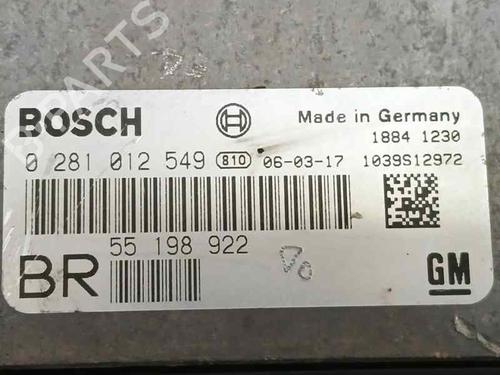 B-PARTS
BOSCH
Made in Germany
1884 1230
0 281 012 549 810 06-03-17 1039S12972
55 198 922
BR
GM